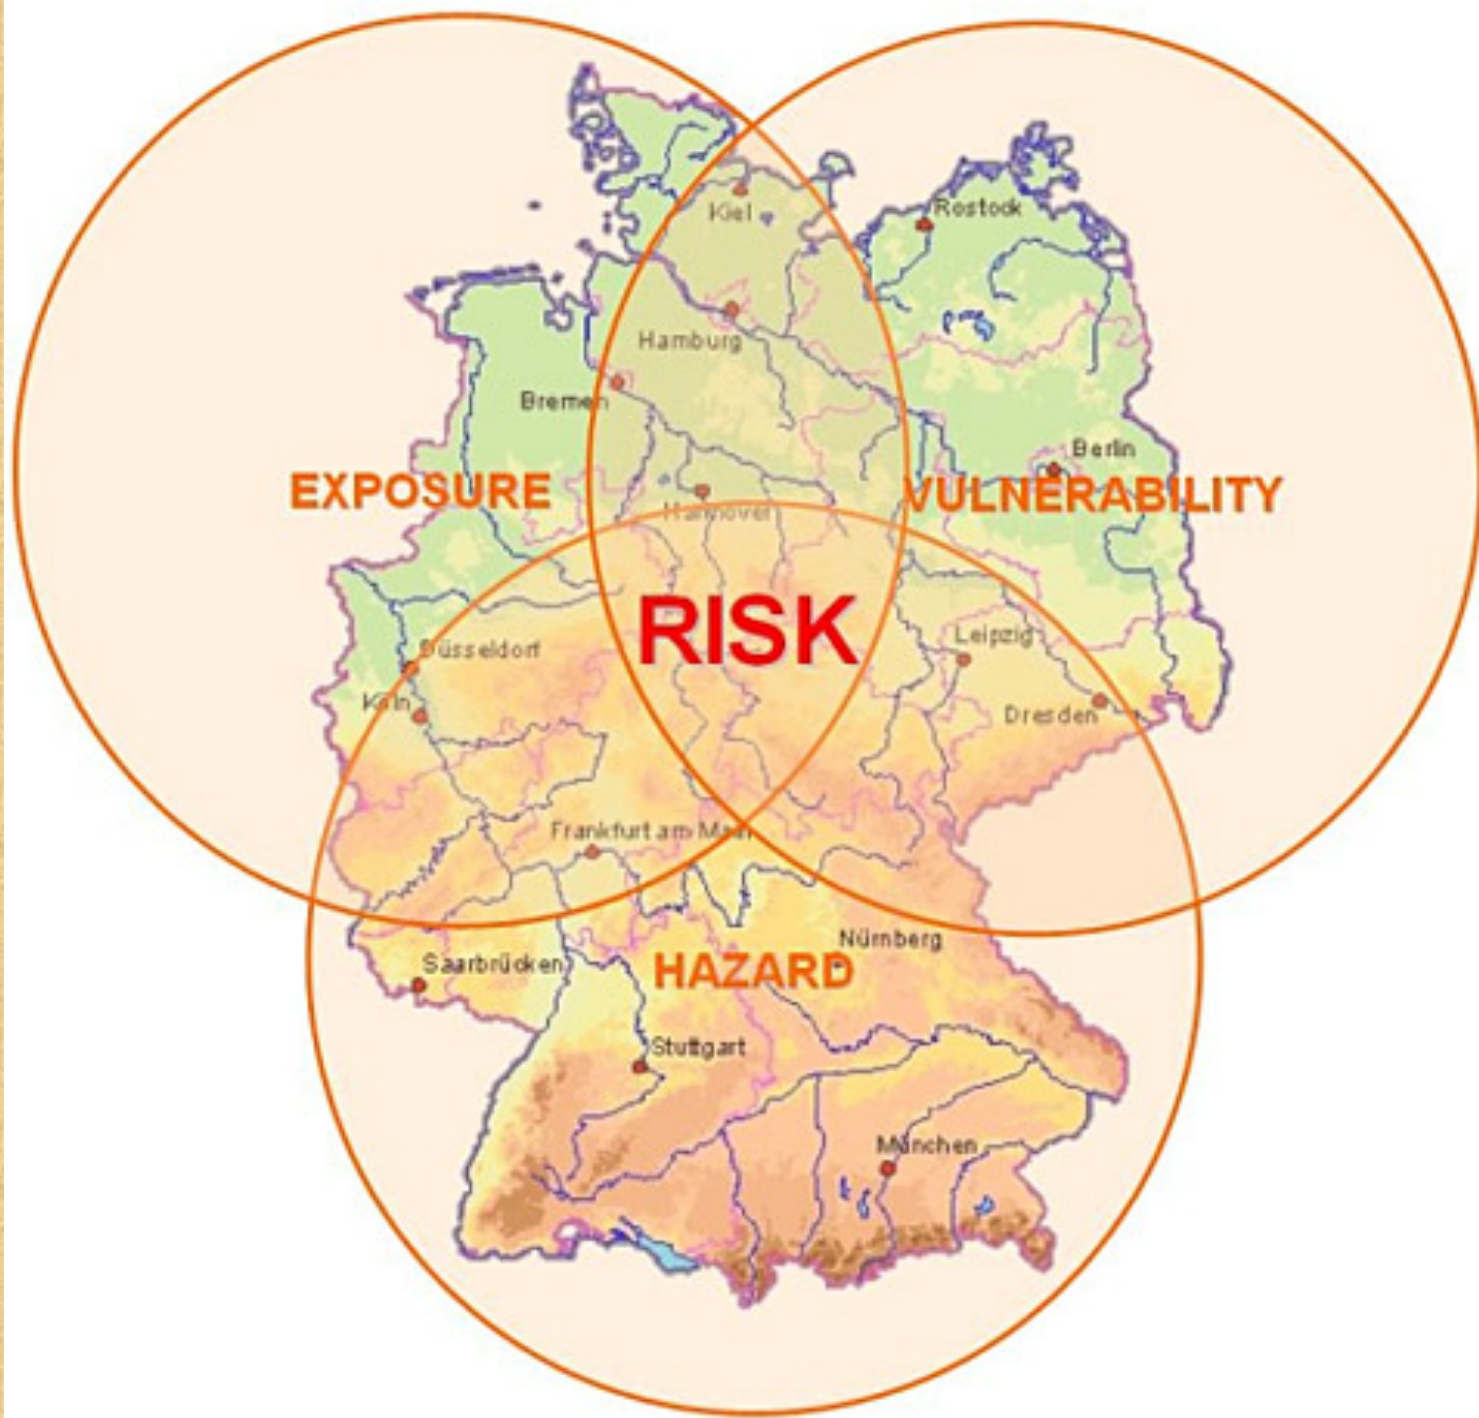 Kiel
Rostock
Hamburg
Bremen
Berlin
EXPOSURE
VULNERABILITY
Hannover
RISK
Leipzig
Düsseldorf
Köln
Dresden
Frankfurt am Main
Nürnberg
Saarbrücken
HAZARD
Stuttgart
München